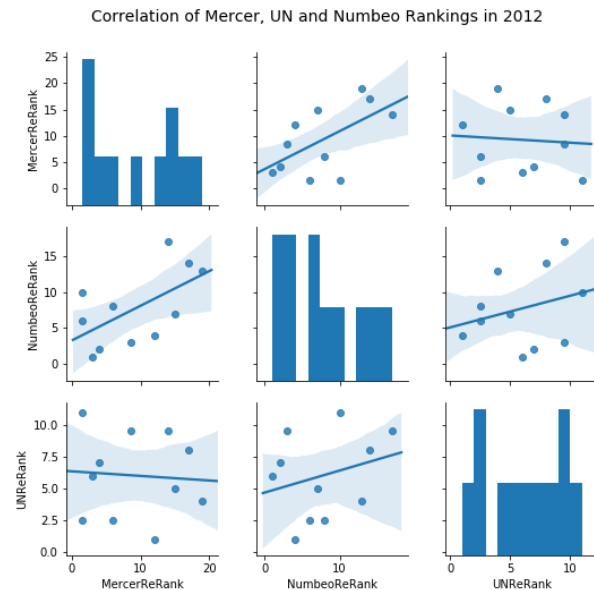 Correlation of Mercer, UN and Numbeo Rankings in 2012
25
20
15
10
5
0
MercerReRank
15
10
5
0
NumbeoReRank
10.0
7.5
5.0
2.5
0.0
UNReRank
0 10 20 0 10 0 5 10
MercerReRank NumbeoReRank UNReRank